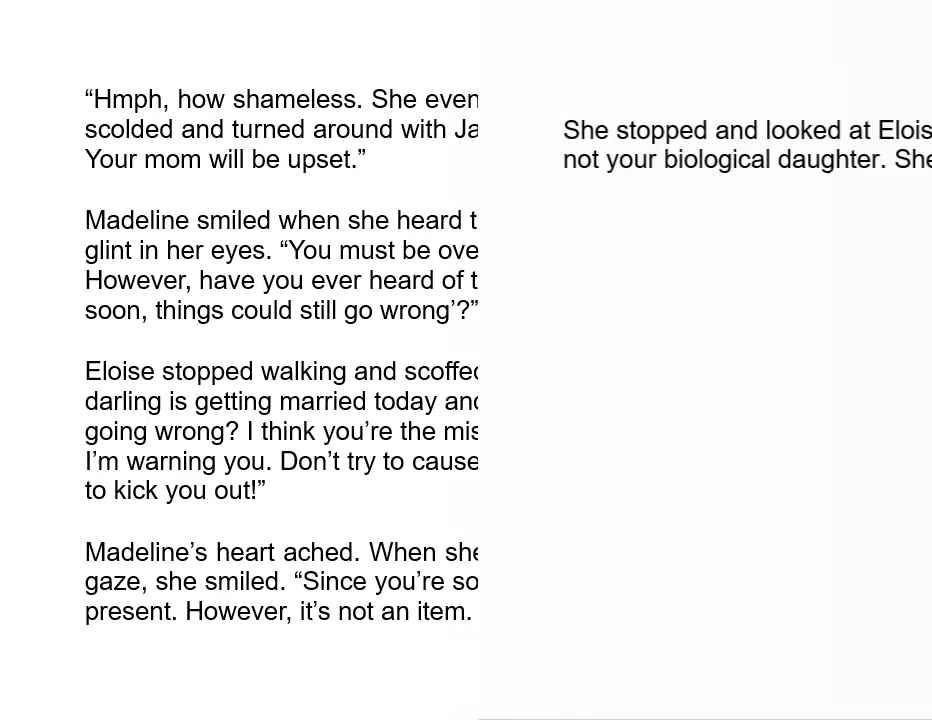 “Hmph, how shameless. She even
scolded and turned around with Ja
Your mom will be upset.”
Madeline smiled when she heard t
glint in her eyes. “You must be ove
However, have you ever heard of t
soon, things could still go wrong’?”
Eloise stopped walking and scoffed
darling is getting married today and
going wrong? I think you’re the mis
I’m warning you. Don’t try to cause
to kick you out!”
Madeline’s heart ached. When she
gaze, she smiled. “Since you’re so
present. However, it’s not an item.
She stopped and looked at Elois
not your biological daughter. She